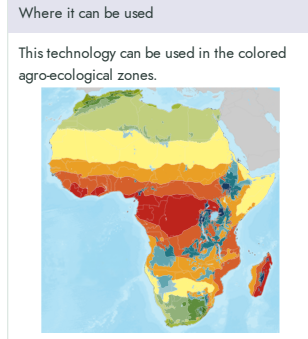 Where it can be used
This technology can be used in the colored
agro-ecological zones.